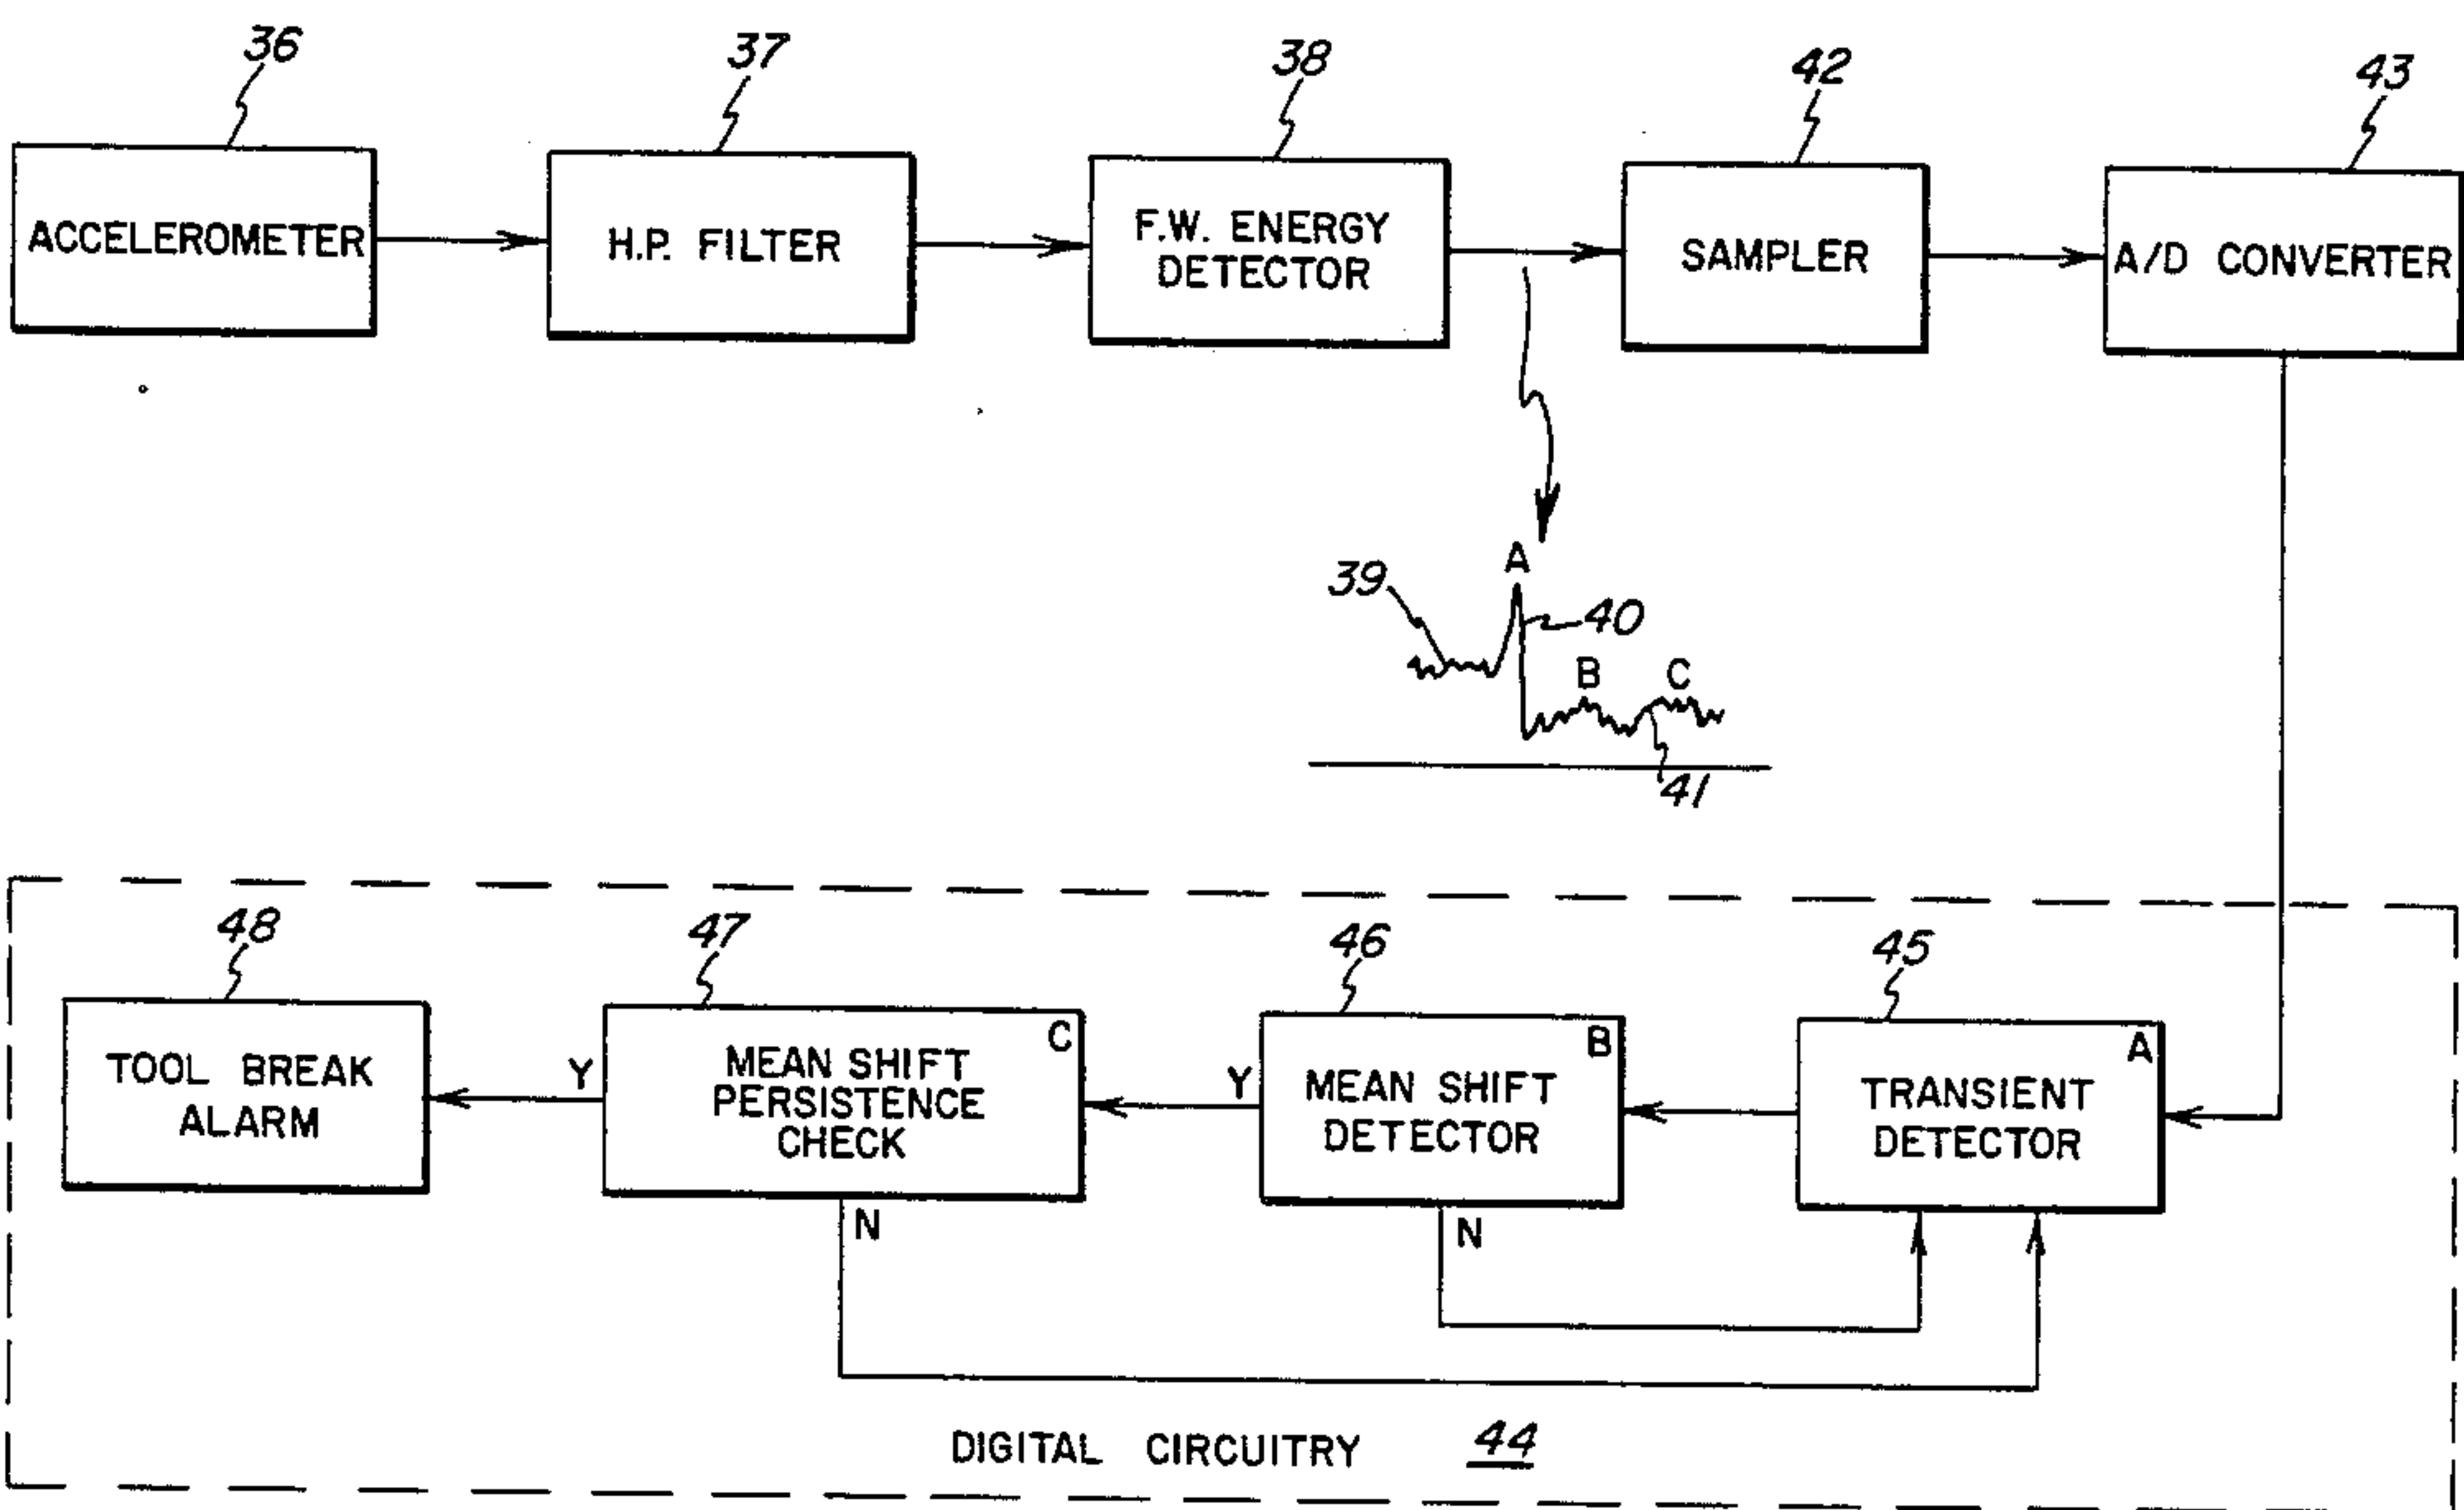 36
37
38
42
43
ACCELEROMETER
H.P. FILTER
F.W. ENERGY
DETECTOR
SAMPLER
A/D CONVERTER
A
39
40
B
C
41
48
47
46
45
TOOL BREAK
ALARM
Y
C
MEAN SHIFT
PERSISTENCE
CHECK
N
Y
B
MEAN SHIFT
DETECTOR
N
A
TRANSIENT
DETECTOR
DIGITAL CIRCUITRY 44